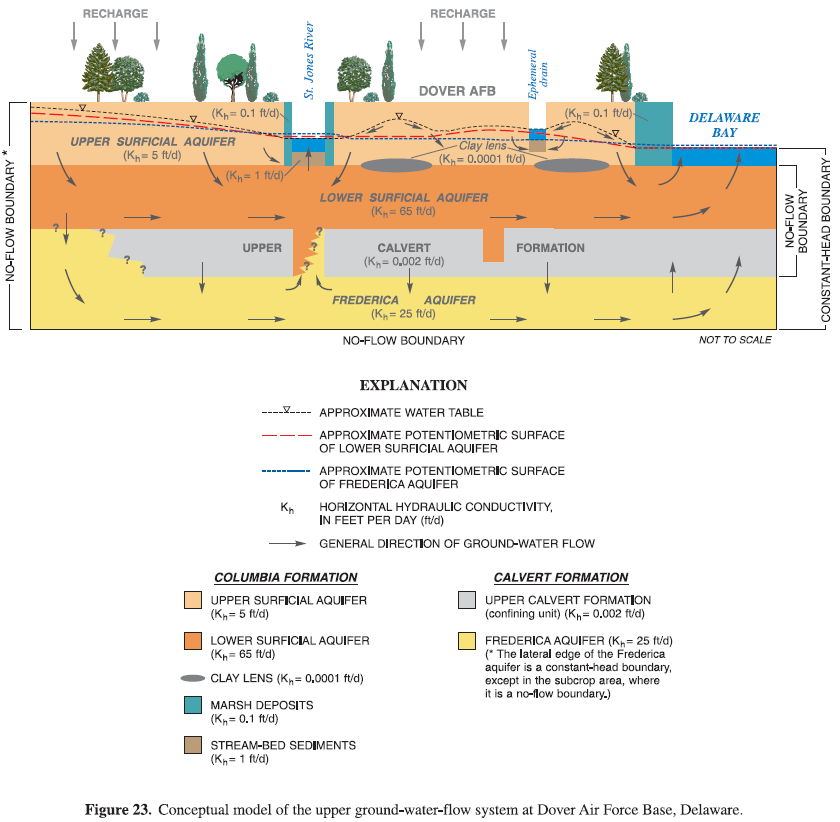 RECHARGE
RECHARGE
St. Jones River
DOVER AFB
Ephemeral
drain
(Kh = 0.1 ft/d)
(Kh = 0.1 ft/d)
DELAWARE
BAY
UPPER SURFICIAL AQUIFER
(Kh = 5 ft/d)
Clay lens
(Kh = 0.0001 ft/d)
(Kh = 1 ft/d)
LOWER SURFICIAL AQUIFER
(Kh = 65 ft/d)
NO-FLOW BOUNDARY *
NO-FLOW
BOUNDARY
CONSTANT-HEAD BOUNDARY
? ? ? ?
? ? ? ?
UPPER CALVERT FORMATION
(Kh = 0.002 ft/d)
FREDERICA AQUIFER
(Kh = 25 ft/d)
NO-FLOW BOUNDARY
NOT TO SCALE
EXPLANATION
APPROXIMATE WATER TABLE
APPROXIMATE POTENTIOMETRIC SURFACE
OF LOWER SURFICIAL AQUIFER
APPROXIMATE POTENTIOMETRIC SURFACE
OF FREDERICA AQUIFER
Kh HORIZONTAL HYDRAULIC CONDUCTIVITY,
IN FEET PER DAY (ft/d)
GENERAL DIRECTION OF GROUND-WATER FLOW
COLUMBIA FORMATION
UPPER SURFICIAL AQUIFER
(Kh = 5 ft/d)
LOWER SURFICIAL AQUIFER
(Kh = 65 ft/d)
CLAY LENS (Kh = 0.0001 ft/d)
MARSH DEPOSITS
(Kh = 0.1 ft/d)
STREAM-BED SEDIMENTS
(Kh = 1 ft/d)
CALVERT FORMATION
UPPER CALVERT FORMATION
(confining unit) (Kh = 0.002 ft/d)
FREDERICA AQUIFER (Kh = 25 ft/d)
(* The lateral edge of the Frederica
aquifer is a constant-head boundary,
except in the subcrop area, where
it is a no-flow boundary.)
Figure 23. Conceptual model of the upper ground-water-flow system at Dover Air Force Base, Delaware.